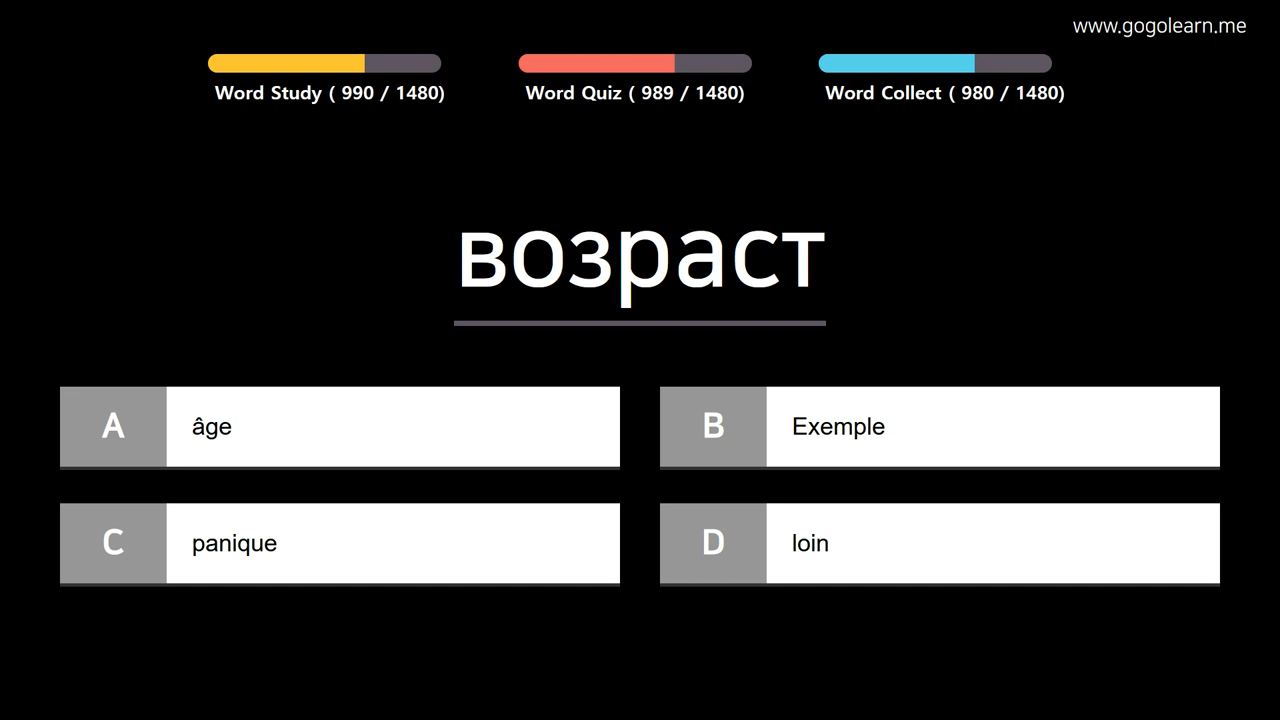 www.gogolearn.me
Word Study ( 990 / 1480)
Word Quiz ( 989 / 1480)
Word Collect ( 980 / 1480)
возраст
A âge
B Exemple
C panique
D loin